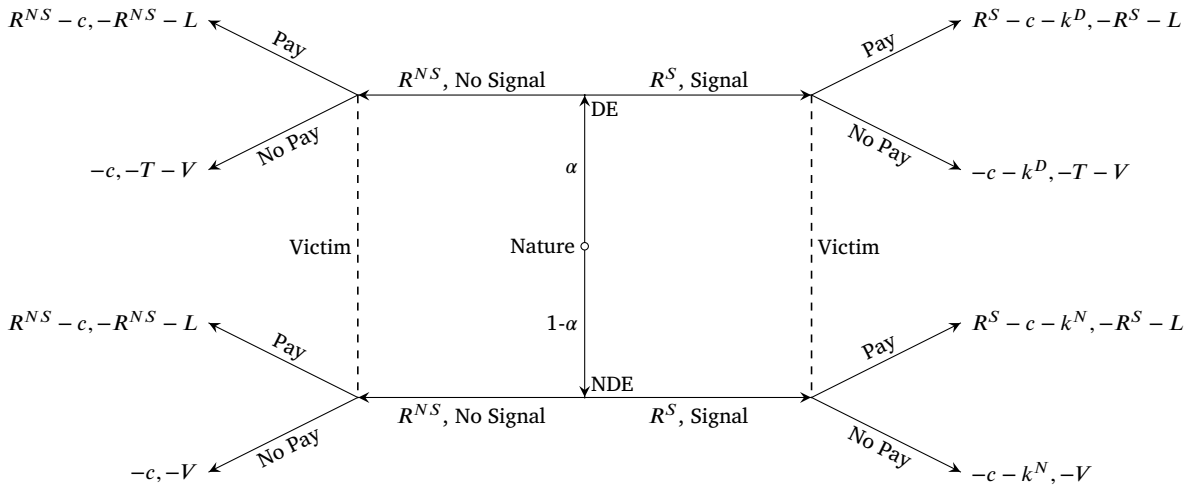 R^{NS} − c, −R^{NS} − L
R^S − c − k^D, −R^S − L
Pay
Pay
R^{NS}, No Signal
R^S, Signal
DE
No Pay
No Pay
−c, −T − V
α
−c − k^D, −T − V
Victim
Nature
Victim
R^{NS} − c, −R^{NS} − L
1-α
R^S − c − k^N, −R^S − L
Pay
Pay
NDE
R^{NS}, No Signal
R^S, Signal
No Pay
No Pay
−c, −V
−c − k^N, −V